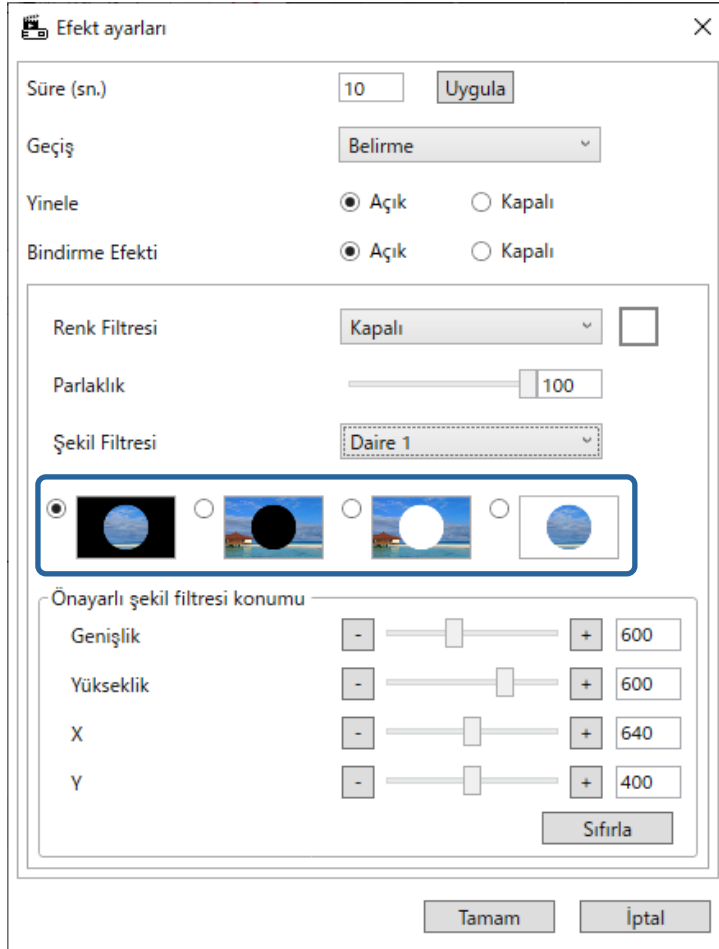 Efekt ayarları
Süre (sn.) 10 Uygula
Geçiş Belirme
Yinele Açık Kapalı
Bindirme Efekti Açık Kapalı
Renk Filtresi Kapalı
Parlaklık 100
Şekil Filtresi Daire 1
Önayarlı şekil filtresi konumu
Genişlik - + 600
Yükseklik - + 600
X - + 640
Y - + 400
Sıfırla
Tamam İptal